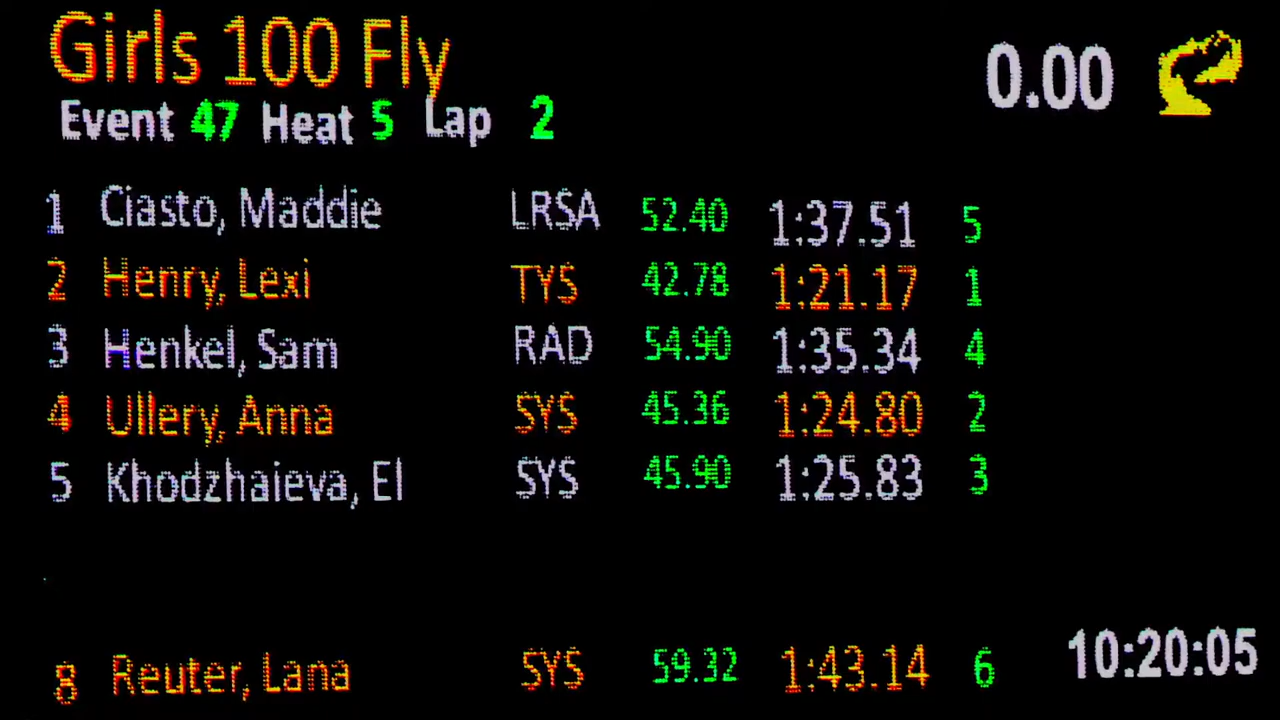 Girls 100 Fly
0.00
Event 47 Heat 5 Lap 2
1 Ciasto, Maddie LRSA 52.40 1:37.51 5
2 Henry, Lexi TYS 42.78 1:21.17 1
3 Henkel, Sam RAD 54.90 1:35.34 4
4 Ullery, Anna SYS 45.36 1:24.80 2
5 Khodzhaieva, El SYS 45.90 1:25.83 3
8 Reuter, Lana SYS 59.32 1:43.14 6
10:20:05